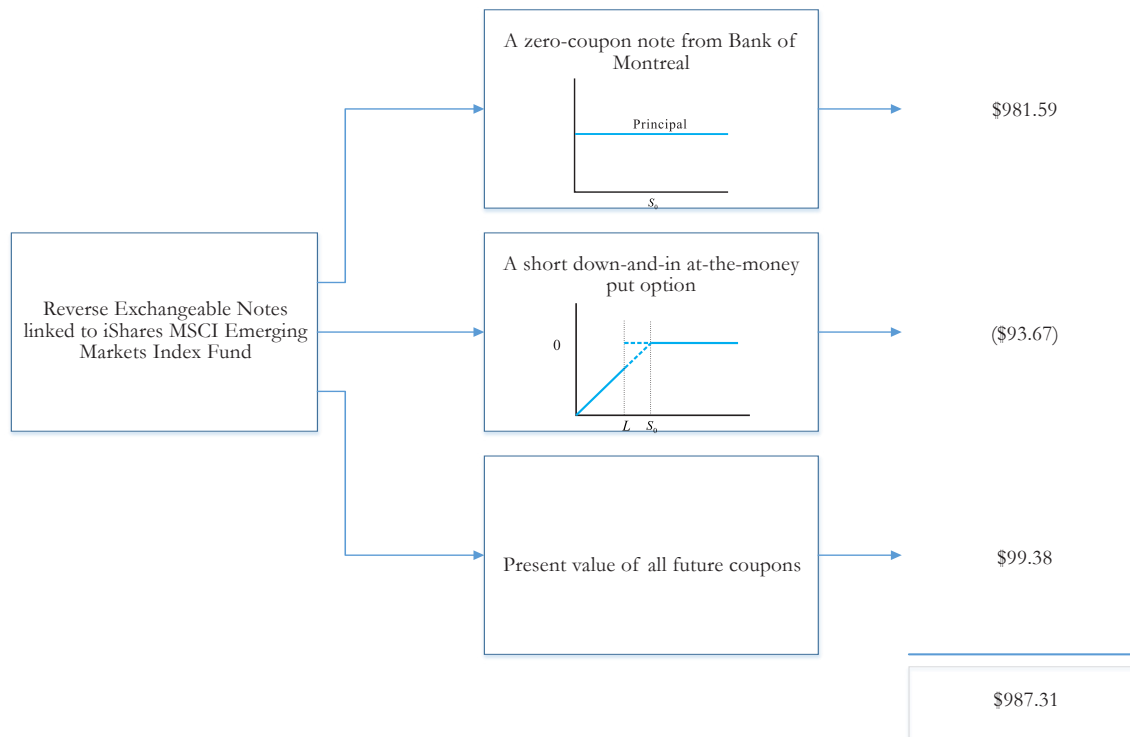 A zero-coupon note from Bank of
Montreal
Principal
S₀
$981.59
Reverse Exchangeable Notes
linked to iShares MSCI Emerging
Markets Index Fund
A short down-and-in at-the-money
put option
0
L S₀
($93.67)
Present value of all future coupons
$99.38
$987.31